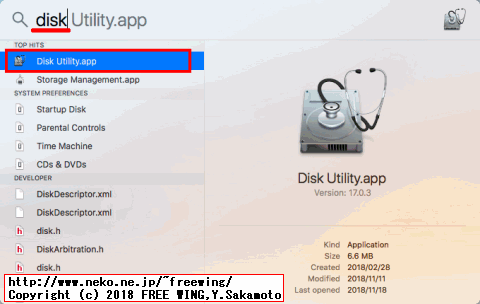 disk Utility.app
TOP HITS
Disk Utility.app
Storage Management.app
SYSTEM PREFERENCES
Startup Disk
Parental Controls
Time Machine
CDs & DVDs
DEVELOPER
DiskDescriptor.xml
DiskDescriptor.xml
disk.h
DiskArbitration.h
disk.h
Disk Utility.app
Version: 17.0.3
Kind Application
Size 6.6 MB
Created 2018/02/28
Modified 2018/11/11
Last opened 2018/11/18
http://www.neko.ne.jp/~freewing/
Copyright (c) 2018 FREE WING,Y.Sakamoto